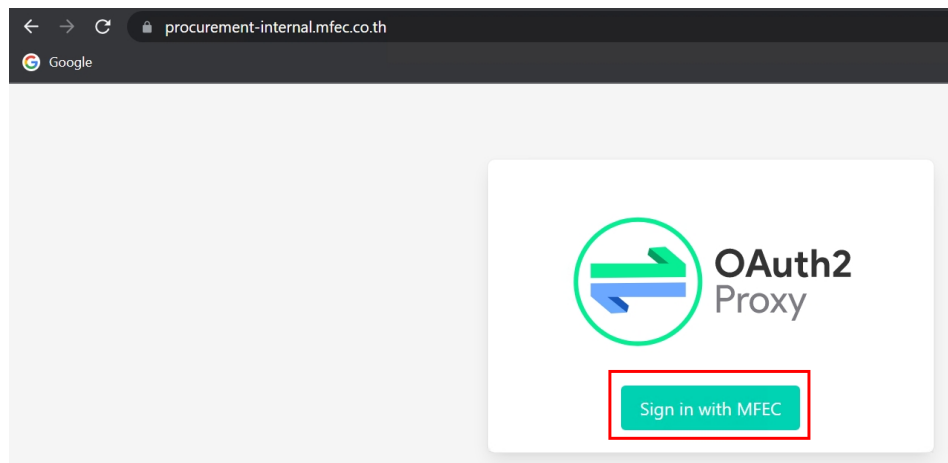 procurement-internal.mfec.co.th
Google
OAuth2
Proxy
Sign in with MFEC